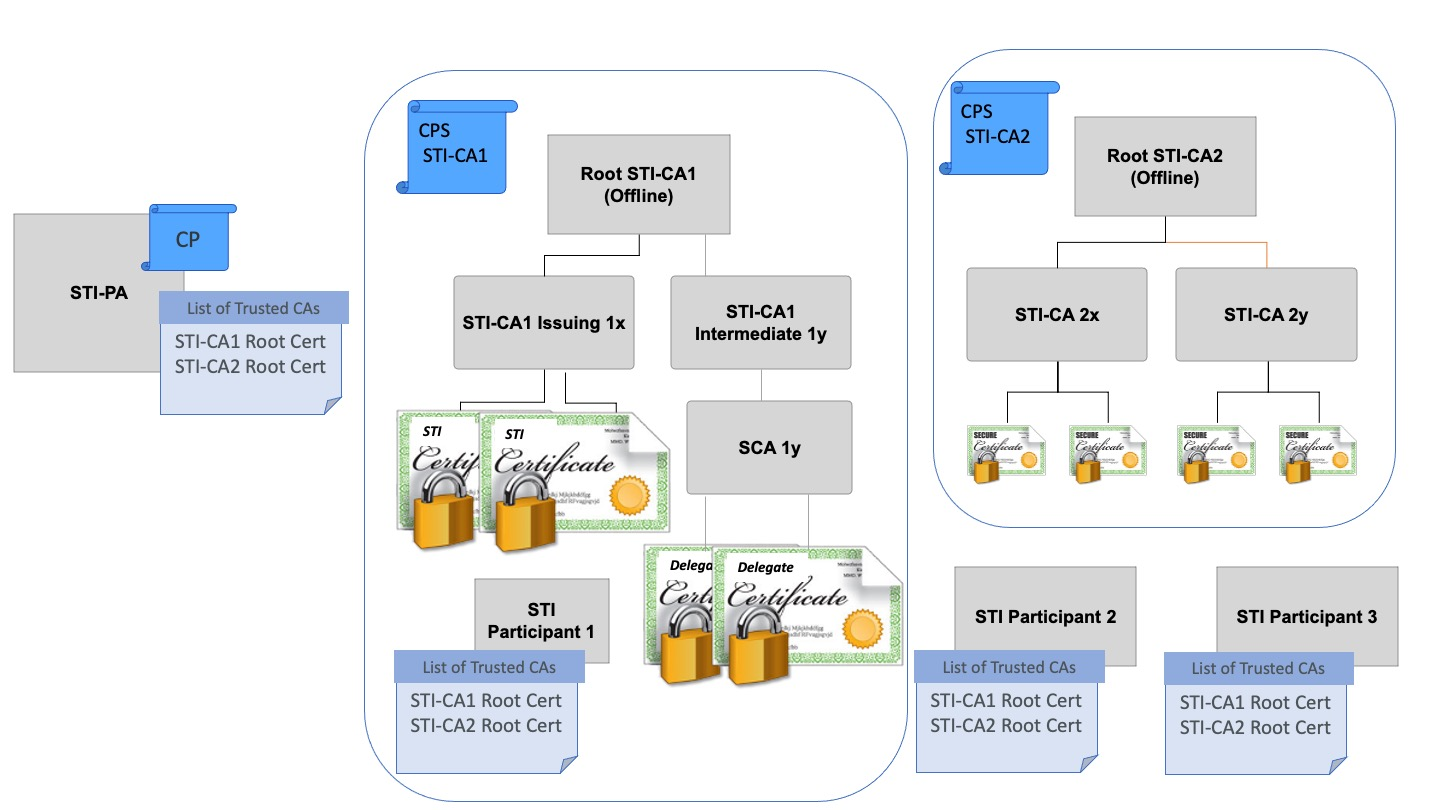 CPS
STI-CA1
Root STI-CA1
(Offline)
CPS
STI-CA2
Root STI-CA2
(Offline)
CP
STI-PA
List of Trusted CAs
STI-CA1 Root Cert
STI-CA2 Root Cert
STI-CA1 Issuing 1x
STI-CA1
Intermediate 1y
STI-CA 2x
STI-CA 2y
STI
STI
Certificate
SCA 1y
SECURE
Certificate
SECURE
Certificate
SECURE
Certificate
SECURE
Certificate
Delegate
Certificate
STI
Participant 1
List of Trusted CAs
STI-CA1 Root Cert
STI-CA2 Root Cert
STI Participant 2
List of Trusted CAs
STI-CA1 Root Cert
STI-CA2 Root Cert
STI Participant 3
List of Trusted CAs
STI-CA1 Root Cert
STI-CA2 Root Cert